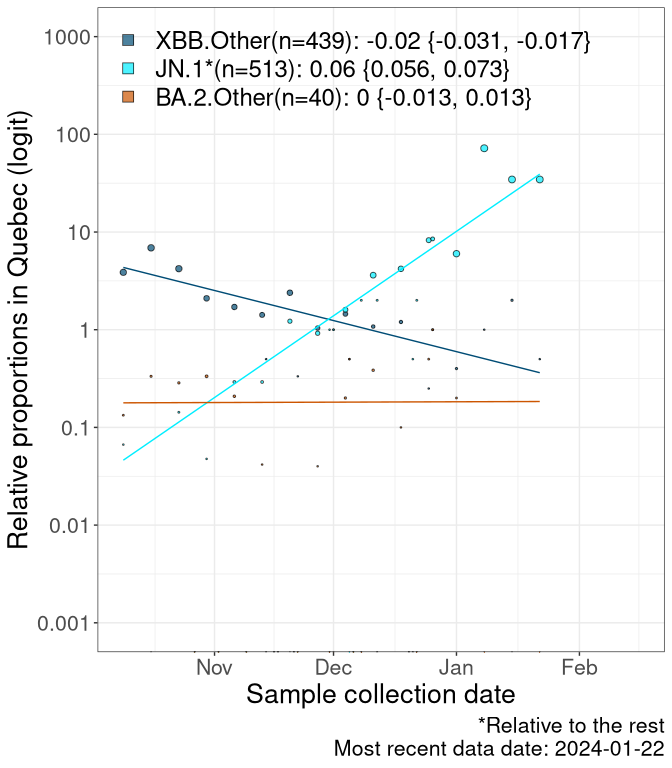 1000
100
10
1
0.1
0.01
0.001
Relative proportions in Quebec (logit)
XBB.Other(n=439): -0.02 {-0.031, -0.017}
JN.1*(n=513): 0.06 {0.056, 0.073}
BA.2.Other(n=40): 0 {-0.013, 0.013}
Nov Dec Jan Feb
Sample collection date
*Relative to the rest
Most recent data date: 2024-01-22